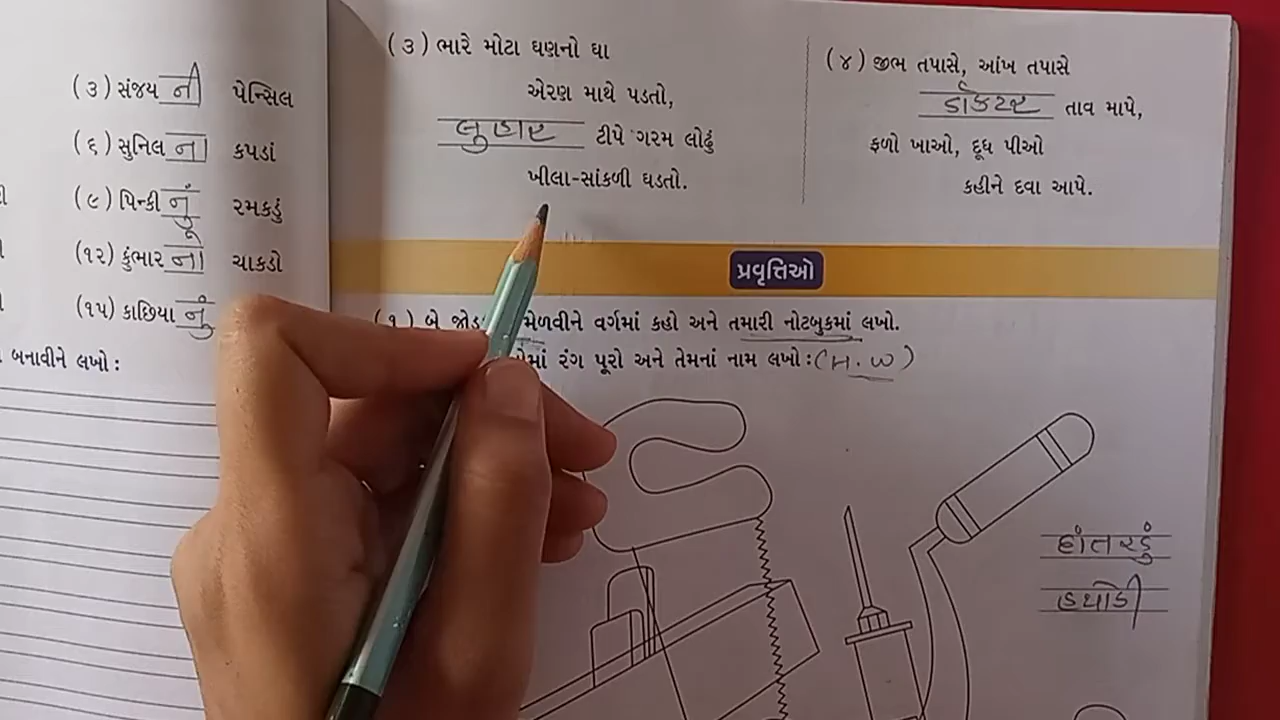 (૩) સંજય ની પેન્સિલ
(૬) સુનિલ ના કપડાં
(૯) પિન્કી નું રમકડું
(૧૨) કુંભાર નો ચાકડો
(૧૫) કાછિયા નું
બનાવીને લખો :
(૩) ભારે મોટા ઘણનો ઘા
એરણ માથે પડતો,
લુહાર ટીપે ગરમ લોઢું
ખીલા-સાંકળી ઘડતો.
(૪) જીભ તપાસે, આંખ તપાસે
ડૉકટર તાવ માપે,
ફળો ખાઓ, દૂધ પીઓ
કહીને દવા આપે.
પ્રવૃત્તિઓ
(૧) બે મેળવીને વર્ગમાં કહો અને તમારી નોટબુકમાં લખો.
રંગ પૂરો અને તેમનાં નામ લખો : (H.W)
હાંતરડું
હથોડી